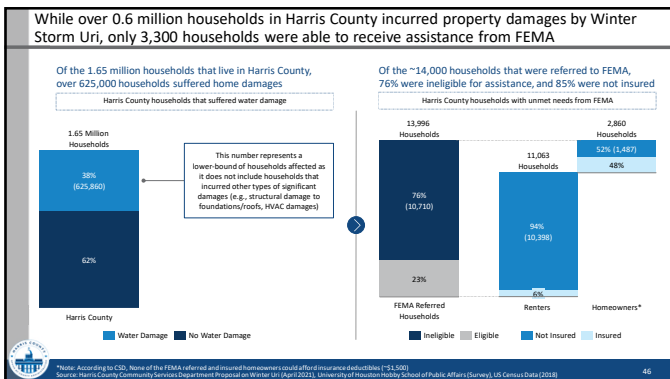 While over 0.6 million households in Harris County incurred property damages by Winter
Storm Uri, only 3,300 households were able to receive assistance from FEMA
Of the 1.65 million households that live in Harris County,
over 625,000 households suffered home damages
Harris County households that suffered water damage
1.65 Million
Households
38%
(625,860)
62%
Harris County
This number represents a
lower-bound of households affected as
it does not include households that
incurred other types of significant
damages (e.g., structural damage to
foundations/roofs, HVAC damages)
Water Damage
No Water Damage
Of the ~14,000 households that were referred to FEMA,
76% were ineligible for assistance, and 85% were not insured
Harris County households with unmet needs from FEMA
13,996
Households
76%
(10,710)
23%
FEMA Referred
Households
11,063
Households
94%
(10,398)
6%
Renters
2,860
Households
52% (1,487)
48%
Homeowners*
Ineligible
Eligible
Not Insured
Insured
HARRIS COUNTY
*Note: According to CSD, None of the FEMA referred and insured homeowners could afford insurance deductibles (~$1,500)
Source: Harris County Community Services Department Proposal on Winter Uri (April 2021), University of Houston Hobby School of Public Affairs (Survey), US Census Data (2018)
46